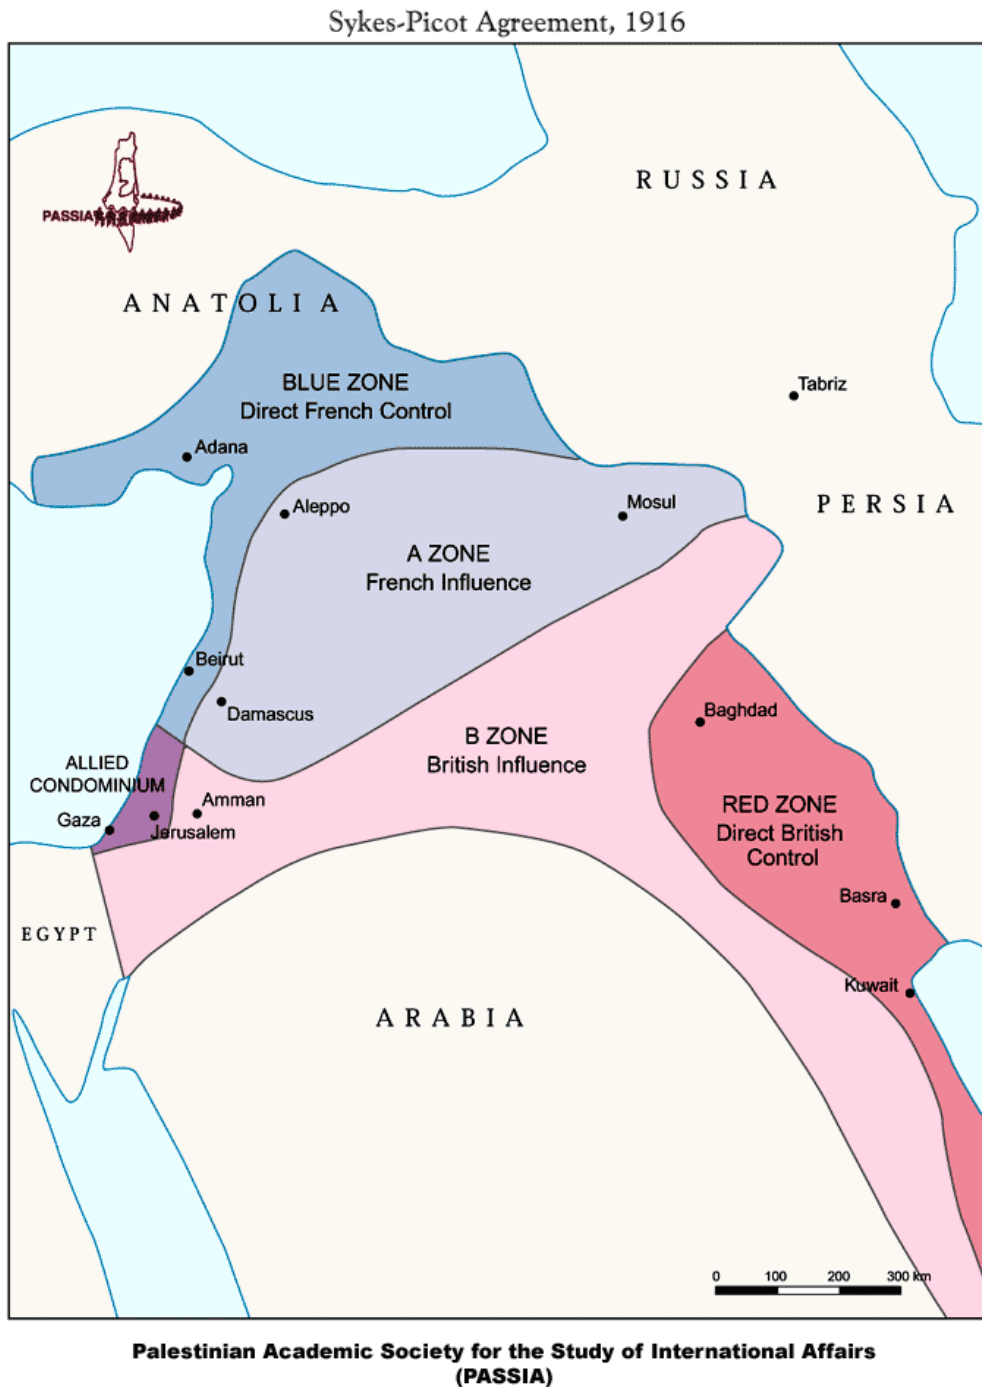 Sykes-Picot Agreement, 1916
RUSSIA
PASSIA
ANATOLIA
BLUE ZONE
Direct French Control
Tabriz
Adana
Aleppo
Mosul
PERSIA
A ZONE
French Influence
Beirut
Damascus
Baghdad
B ZONE
British Influence
ALLIED
CONDOMINIUM
Amman
Gaza
Jerusalem
RED ZONE
Direct British
Control
Basra
EGYPT
Kuwait
ARABIA
0 100 200 300 km
Palestinian Academic Society for the Study of International Affairs
(PASSIA)